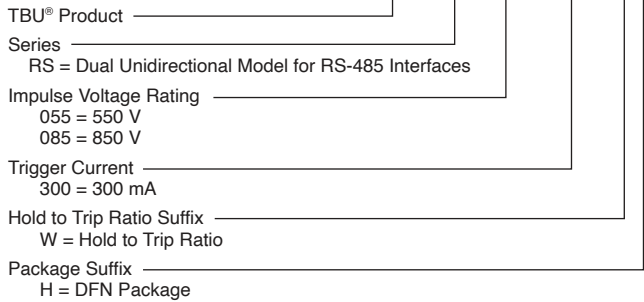 TBU® Product
Series
RS = Dual Unidirectional Model for RS-485 Interfaces
Impulse Voltage Rating
055 = 550 V
085 = 850 V
Trigger Current
300 = 300 mA
Hold to Trip Ratio Suffix
W = Hold to Trip Ratio
Package Suffix
H = DFN Package